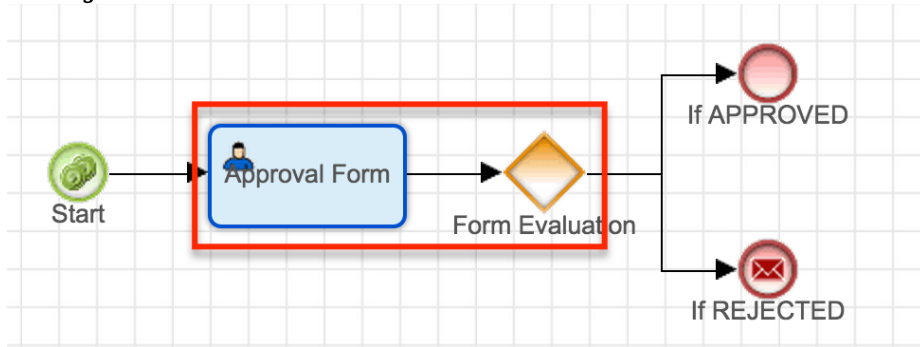 If APPROVED
Approval Form
Start
Form Evaluation
If REJECTED